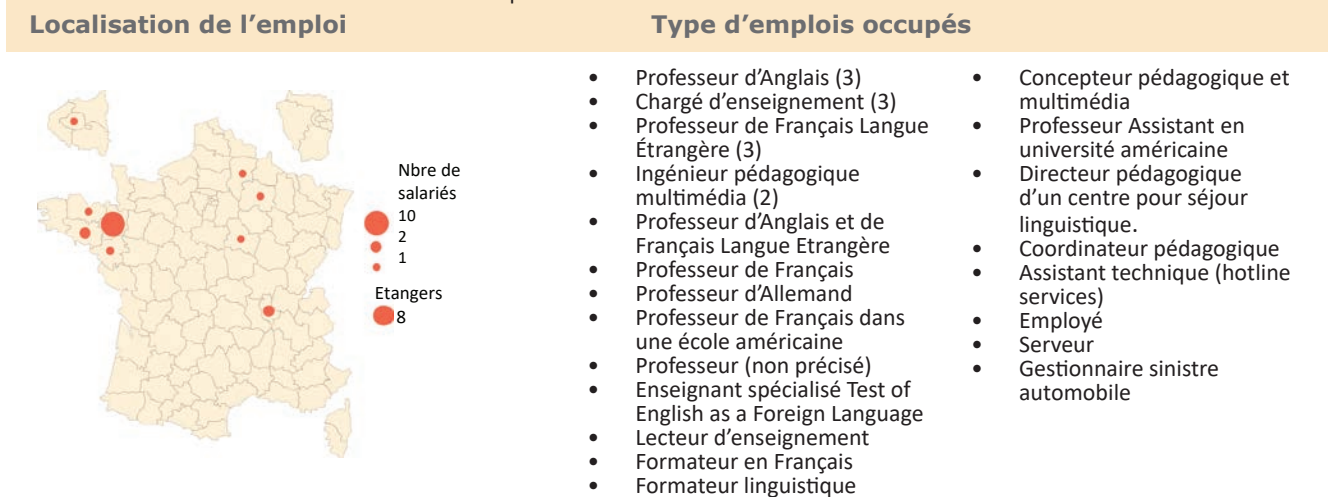 Localisation de l’emploi
Type d’emplois occupés
Nbre de
salariés
10
2
1
Etangers
8
• Professeur d’Anglais (3)
• Chargé d’enseignement (3)
• Professeur de Français Langue
Étrangère (3)
• Ingénieur pédagogique
multimédia (2)
• Professeur d’Anglais et de
Français Langue Etrangère
• Professeur de Français
• Professeur d’Allemand
• Professeur de Français dans
une école américaine
• Professeur (non précisé)
• Enseignant spécialisé Test of
English as a Foreign Language
• Lecteur d’enseignement
• Formateur en Français
• Formateur linguistique
• Concepteur pédagogique et
multimédia
• Professeur Assistant en
université américaine
• Directeur pédagogique
d’un centre pour séjour
linguistique.
• Coordinateur pédagogique
• Assistant technique (hotline
services)
• Employé
• Serveur
• Gestionnaire sinistre
automobile